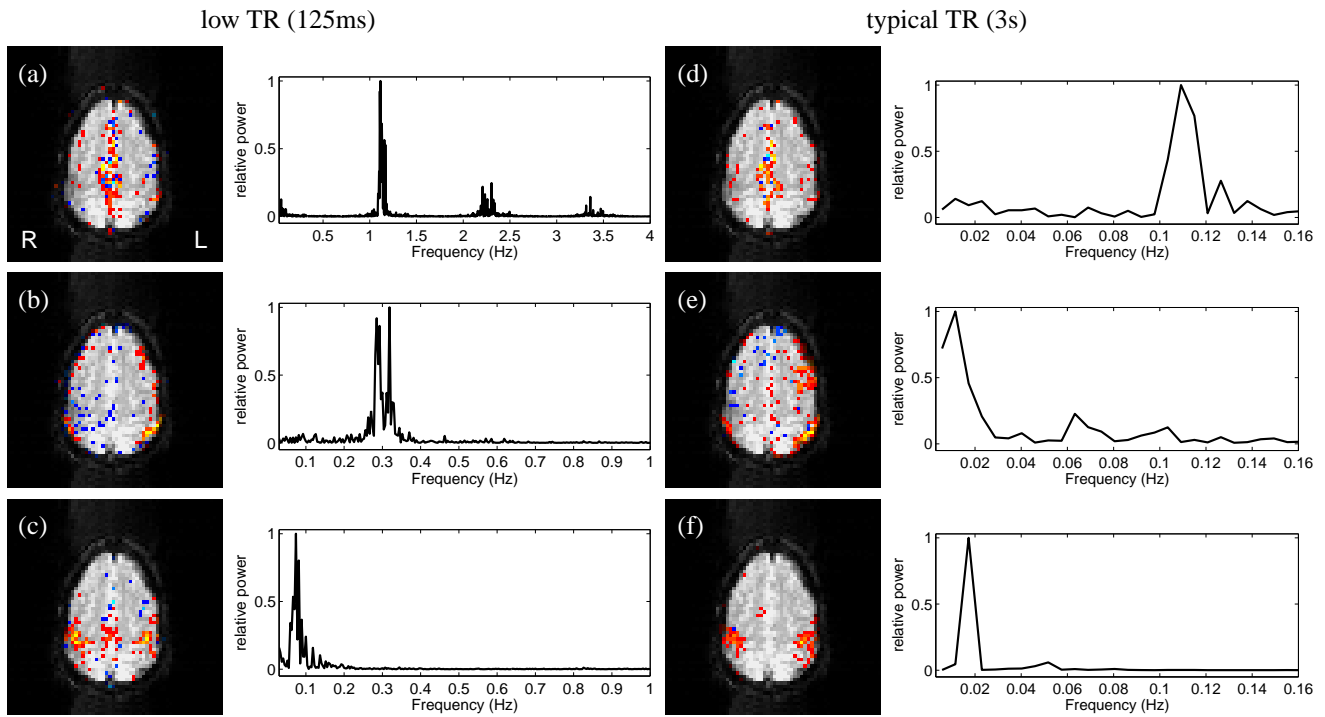 low TR (125ms)
typical TR (3s)
(a)
R
L
relative power
1
0.5
0
0.5 1 1.5 2 2.5 3 3.5 4
Frequency (Hz)
(d)
relative power
1
0.5
0
0.02 0.04 0.06 0.08 0.1 0.12 0.14 0.16
Frequency (Hz)
(b)
relative power
1
0.5
0
0.1 0.2 0.3 0.4 0.5 0.6 0.7 0.8 0.9 1
Frequency (Hz)
(e)
relative power
1
0.5
0
0.02 0.04 0.06 0.08 0.1 0.12 0.14 0.16
Frequency (Hz)
(c)
relative power
1
0.5
0
0.1 0.2 0.3 0.4 0.5 0.6 0.7 0.8 0.9 1
Frequency (Hz)
(f)
relative power
1
0.5
0
0.02 0.04 0.06 0.08 0.1 0.12 0.14 0.16
Frequency (Hz)